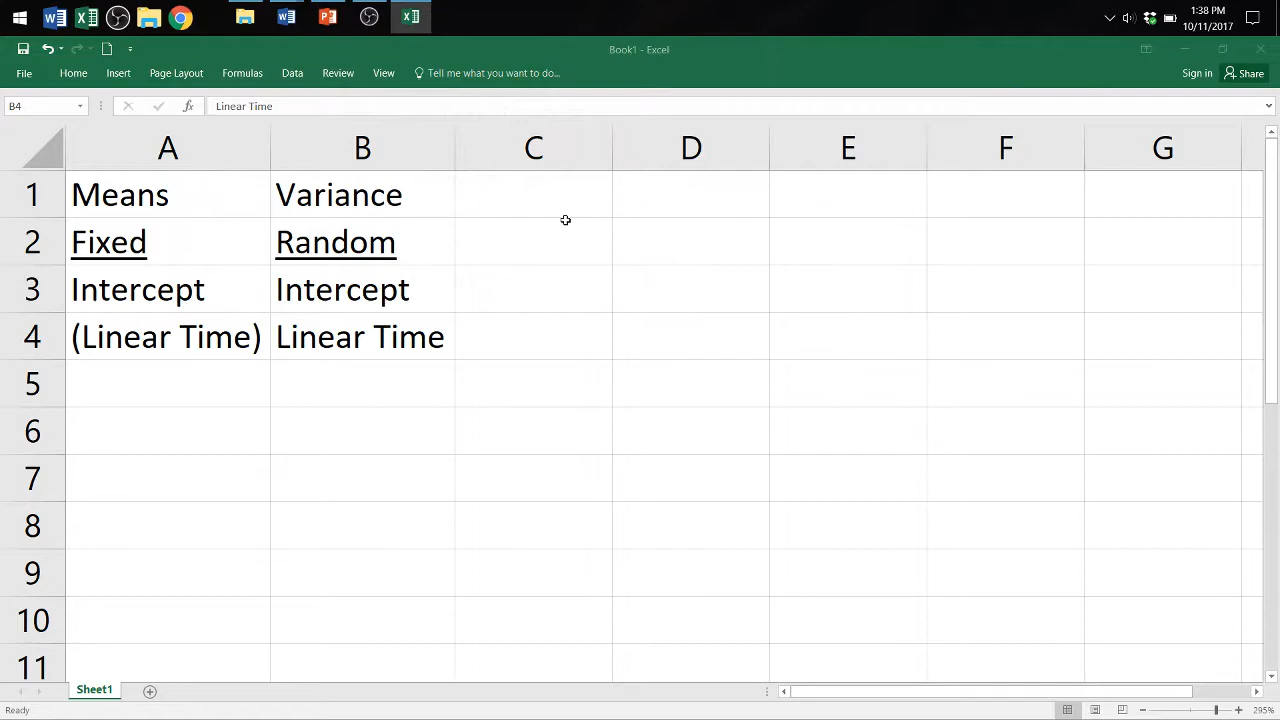 1:38 PM
10/11/2017
Book1 - Excel
File Home Insert Page Layout Formulas Data Review View Tell me what you want to do... Sign in Share
B4 fx Linear Time
A B C D E F G
1 Means Variance
2 Fixed Random
3 Intercept Intercept
4 (Linear Time) Linear Time
5
6
7
8
9
10
11
Sheet1
Ready 295%